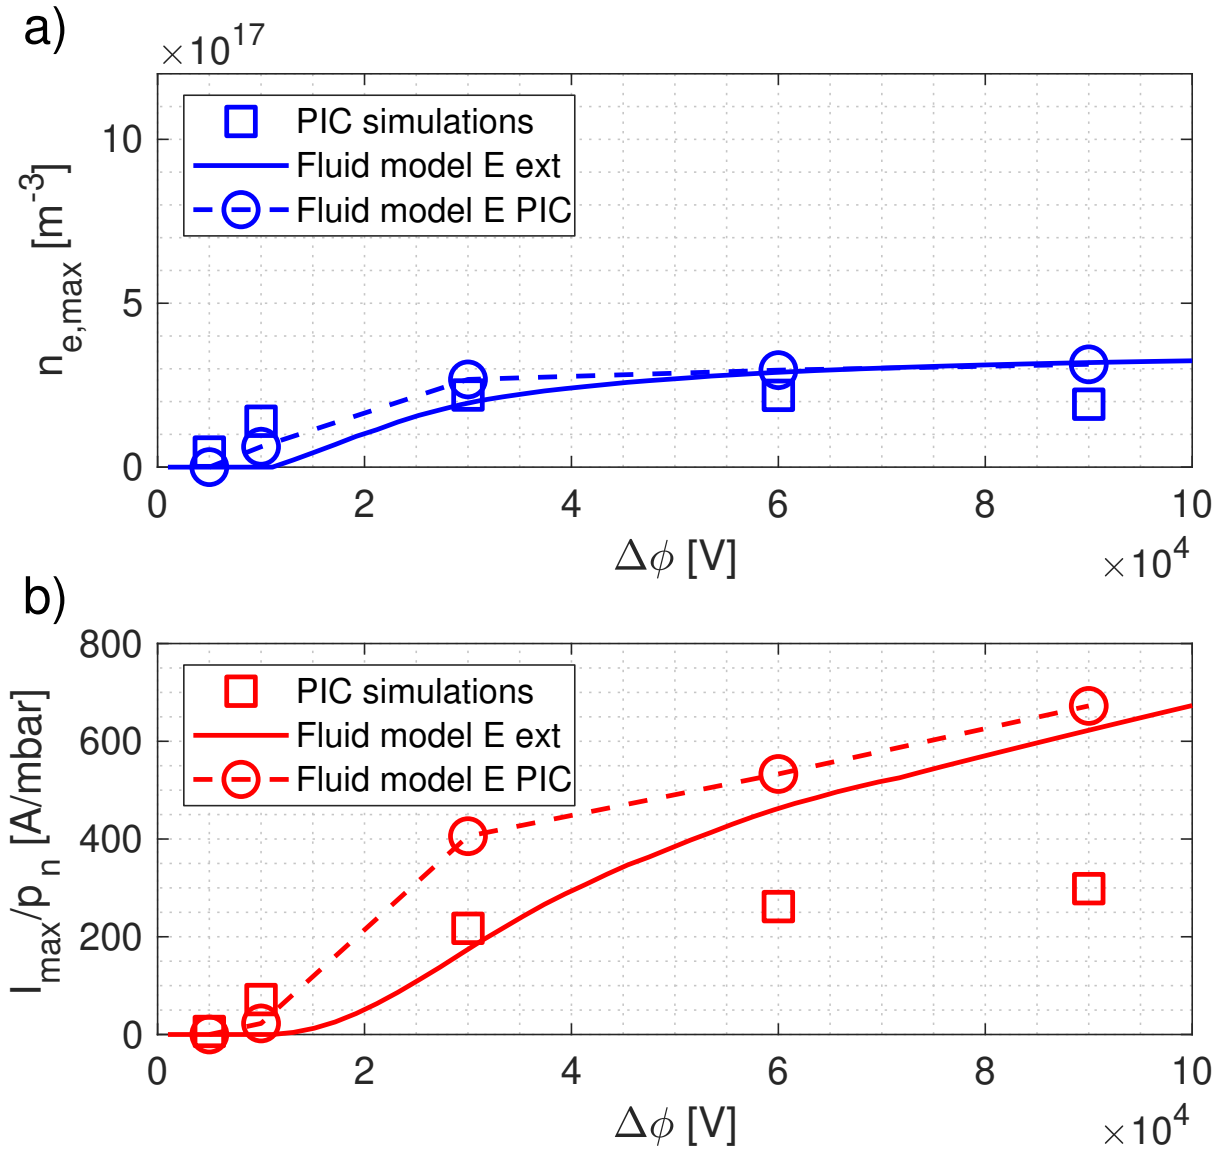 a)
×10^17
10
5
0
n_e,max [m^-3]
PIC simulations
Fluid model E ext
Fluid model E PIC
0 2 4 6 8 10
Δϕ [V]
×10^4
b)
800
600
400
200
0
I_max/p_n [A/mbar]
PIC simulations
Fluid model E ext
Fluid model E PIC
0 2 4 6 8 10
Δϕ [V]
×10^4